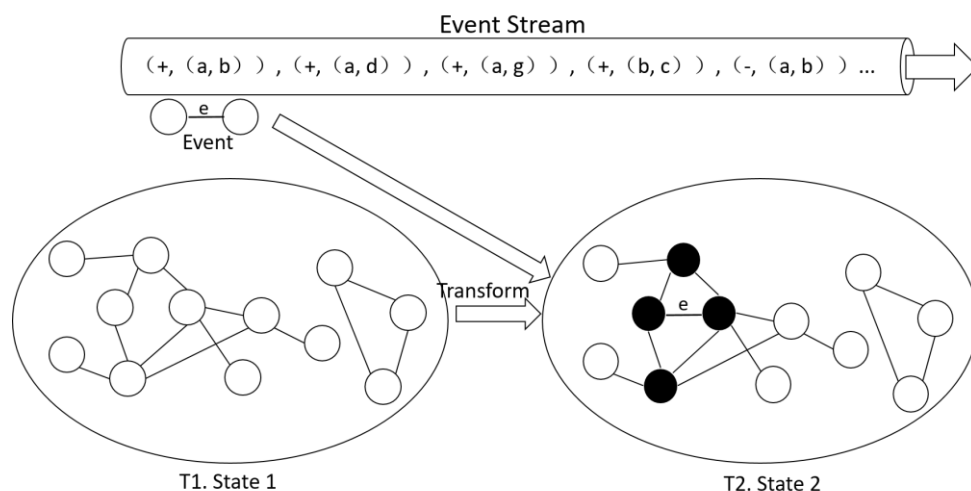 Event Stream
（+,（a, b））,（+,（a, d））,（+,（a, g））,（+,（b, c））,（-,（a, b））...
e
Event
Transform
e
T1. State 1
T2. State 2